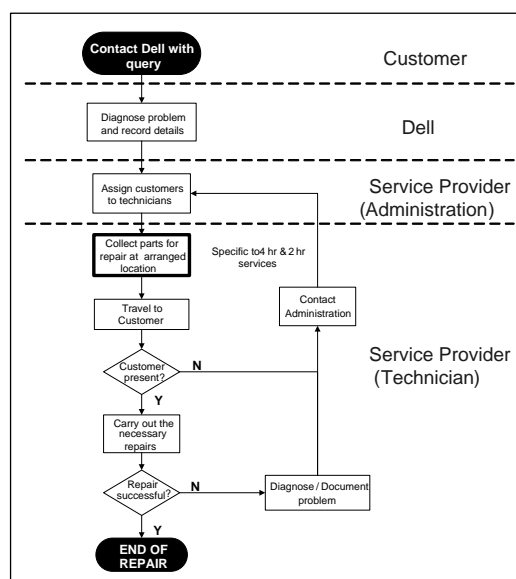 Contact Dell with
query
Customer
Diagnose problem
and record details
Dell
Assign customers
to technicians
Service Provider
(Administration)
Collect parts for
repair at arranged
location
Specific to4 hr & 2 hr
services
Travel to
Customer
Contact
Administration
Customer
present?
N
Service Provider
(Technician)
Y
Carry out the
necessary
repairs
Repair
successful?
N
Diagnose / Document
problem
Y
END OF
REPAIR